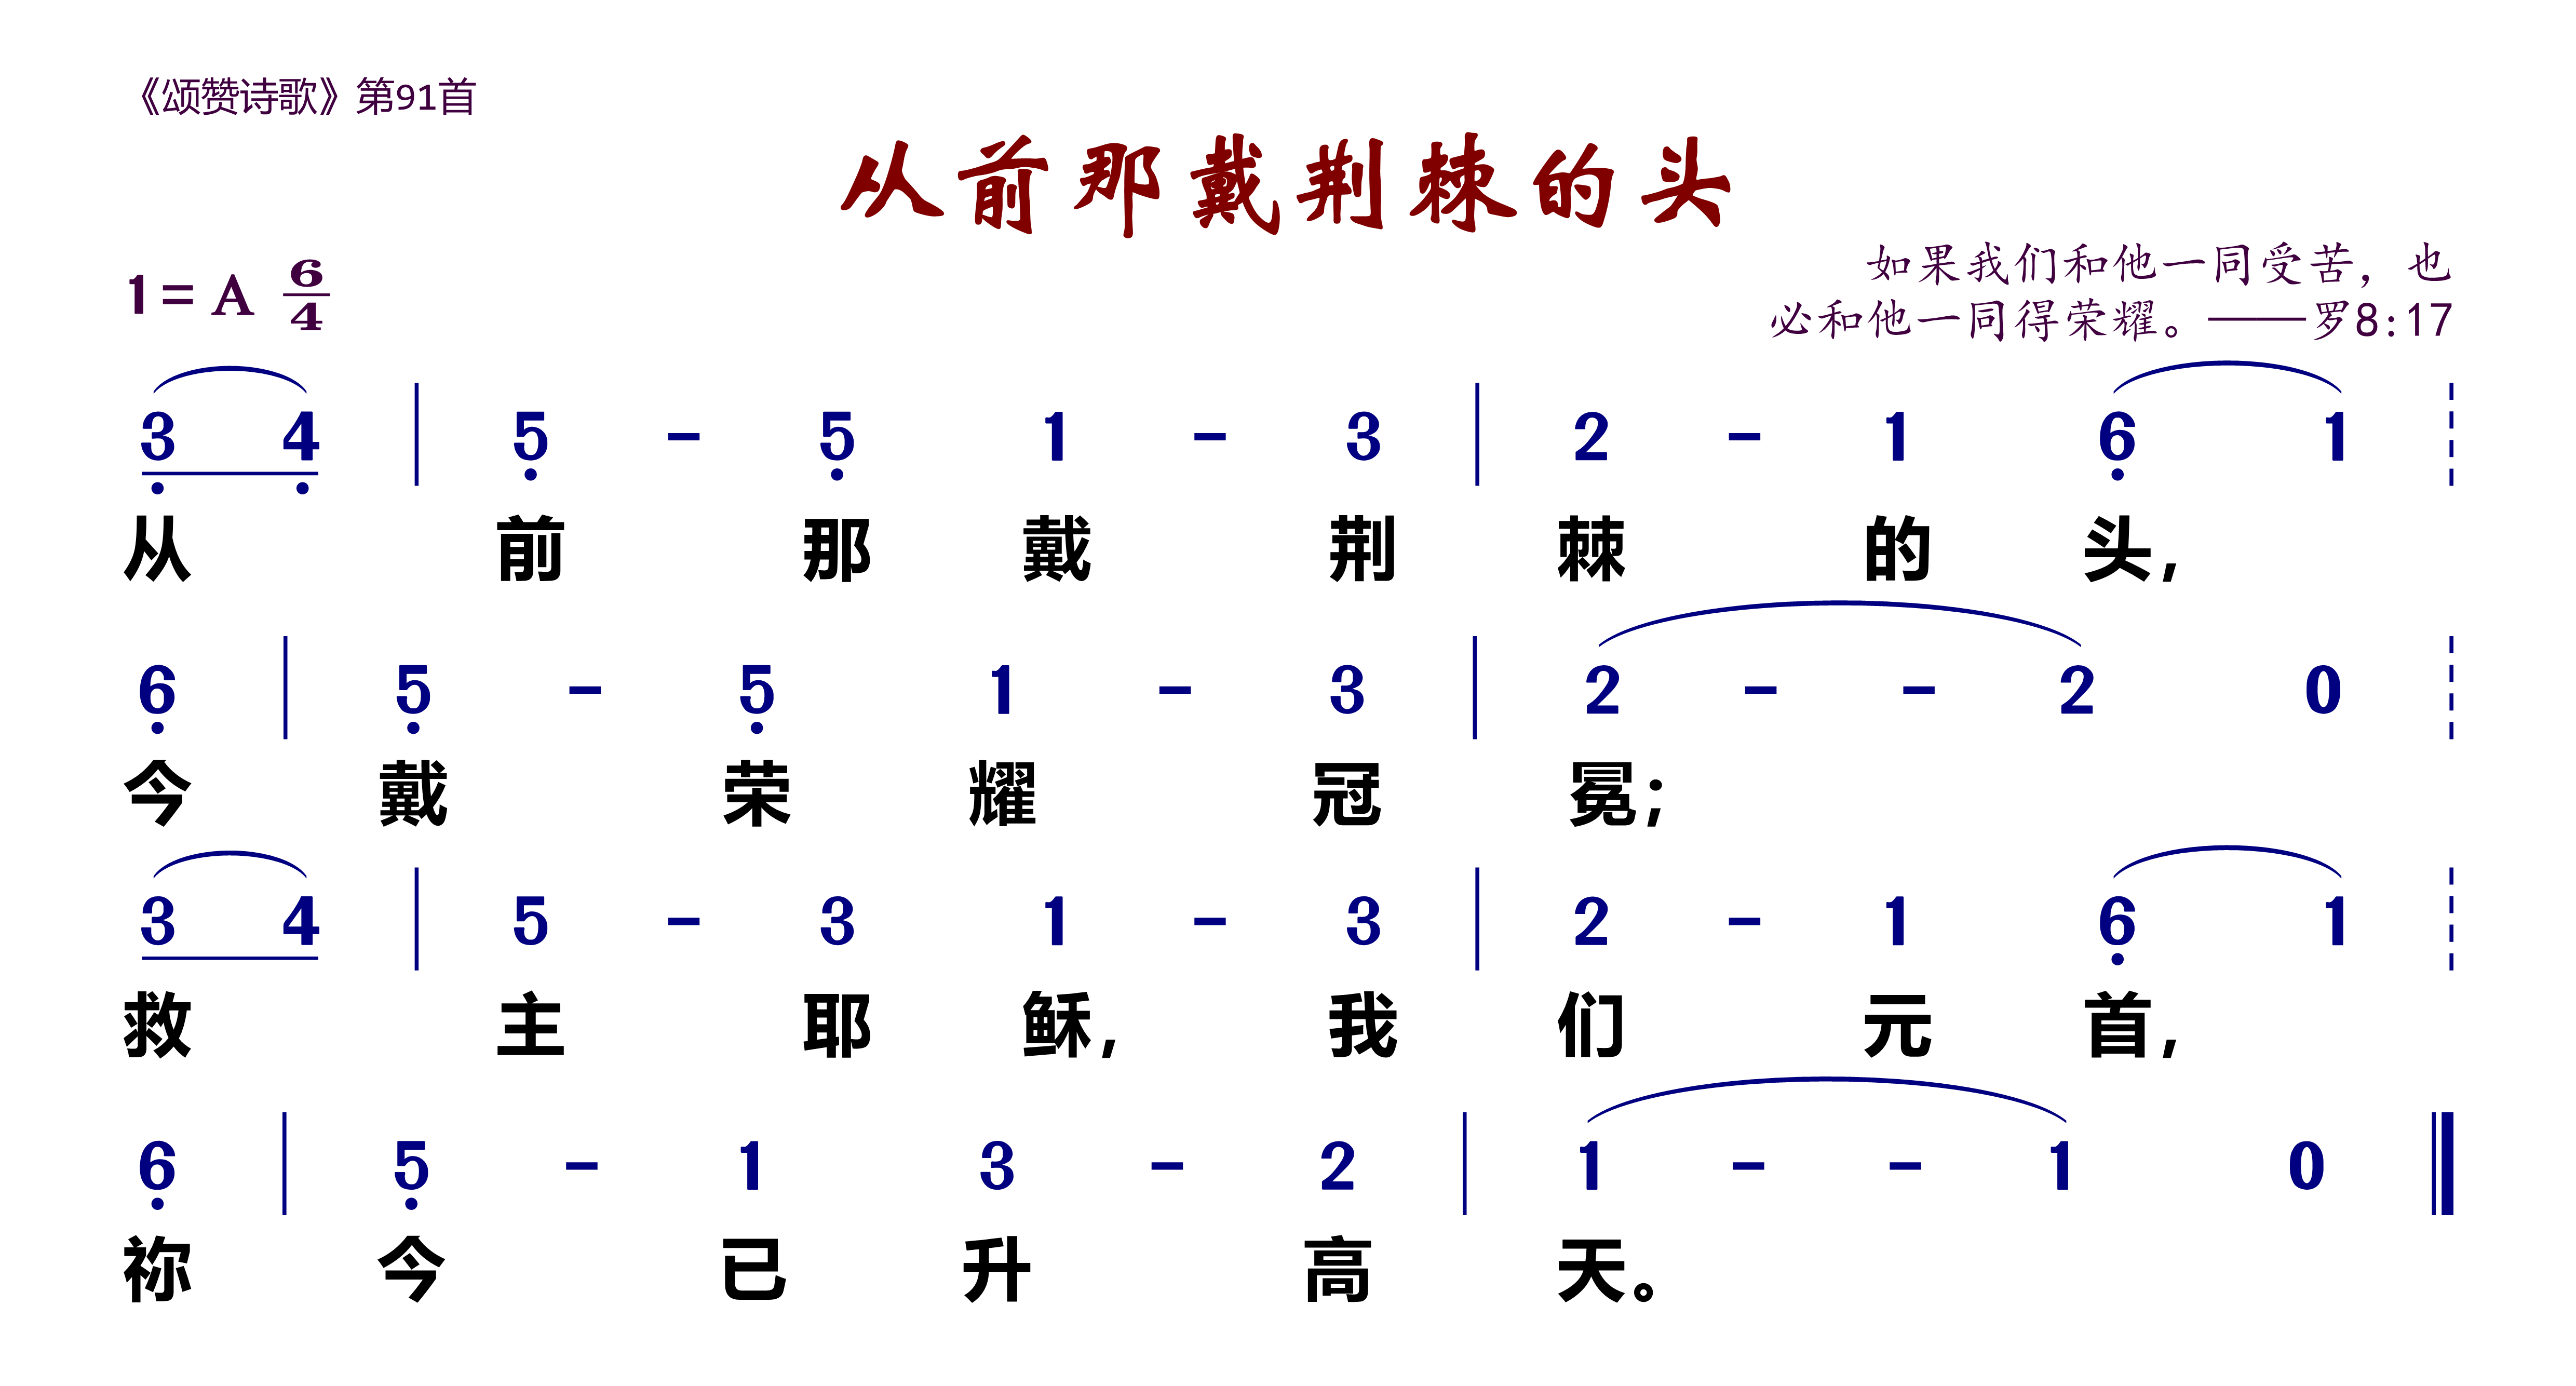 《颂赞诗歌》第91首
从前那戴荆棘的头
1=A 6/4
如果我们和他一同受苦，也
必和他一同得荣耀。——罗8:17
3 4 | 5 - 5 1 - 3 | 2 - 1 6 1
从 前 那 戴 荆 棘 的 头，
6 | 5 - 5 1 - 3 | 2 - - 2 0
今 戴 荣 耀 冠 冕；
3 4 | 5 - 3 1 - 3 | 2 - 1 6 1
救 主 耶 稣， 我 们 元 首，
6 | 5 - 1 3 - 2 | 1 - - 1 0
祢 今 已 升 高 天。